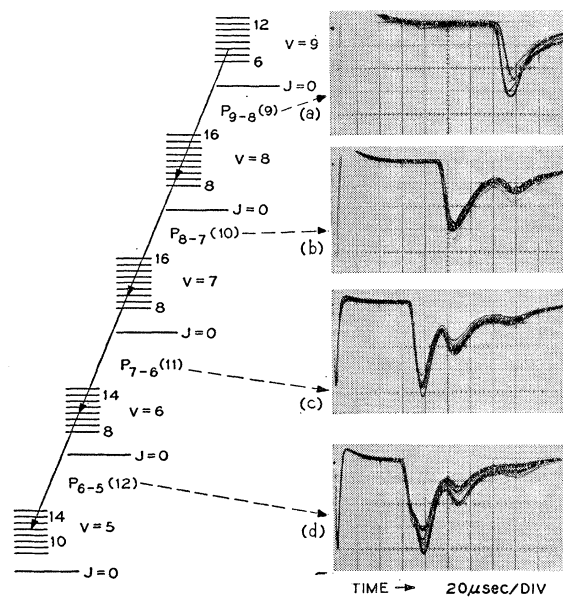 12
v=9
6
J=0
P9-8(9)
(a)
16
v=8
8
J=0
P8-7(10)
(b)
16
v=7
8
J=0
P7-6(11)
(c)
14
v=6
8
J=0
P6-5(12)
(d)
14
v=5
10
J=0
TIME → 20μsec/DIV